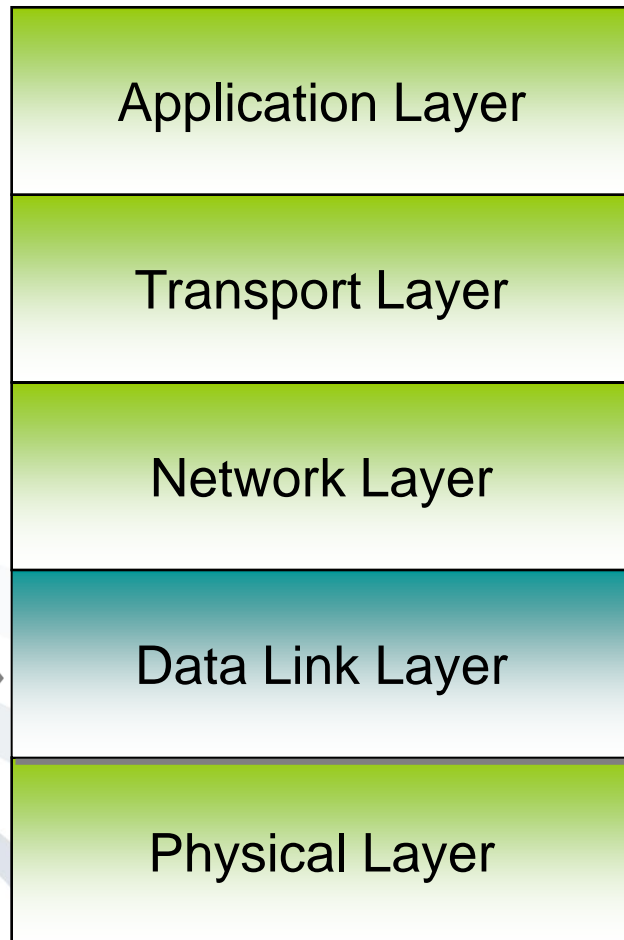 Application Layer
Transport Layer
Network Layer
Data Link Layer
Physical Layer